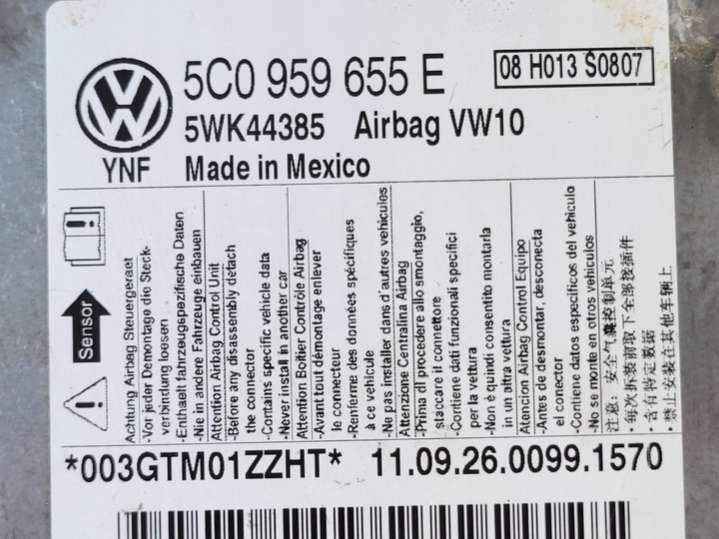 5C0 959 655 E
08 H013 S0807
5WK44385 Airbag VW10
YNF Made in Mexico
Sensor
Achtung Airbag Steuergeraet
-Vor jeder Demontage die Steck-
verbindung loesen
-Enthaelt fahrzeugspezifische Daten
-Nie in andere Fahrzeuge einbauen
Attention Airbag Control Unit
-Before any disassembly detach
the connector
-Contains specific vehicle data
-Never install in another car
Attention Boîtier Contrôle Airbag
-Avant tout démontage enlever
le connecteur
-Renferme des données spécifiques
à ce vehicule
-Ne pas installer dans d'autres vehicules
Attenzione Centralina Airbag
-Prima di procedere allo smontaggio,
staccare il connettore
-Contiene dati funzionali specifici
per la vettura
-Non è quindi consentito montarla
in un altra vettura
Atencion Airbag Control Equipo
-Antes de desmontar, desconecta
el conector
-Contiene datos especificos del vehiculo
-No se monte en otros vehiculos
注意: 安全气囊控制单元
·每次拆装前取下全部接插件
·含有特定数据
·禁止安装在其他车辆上
*003GTM01ZZHT* 11.09.26.0099.1570